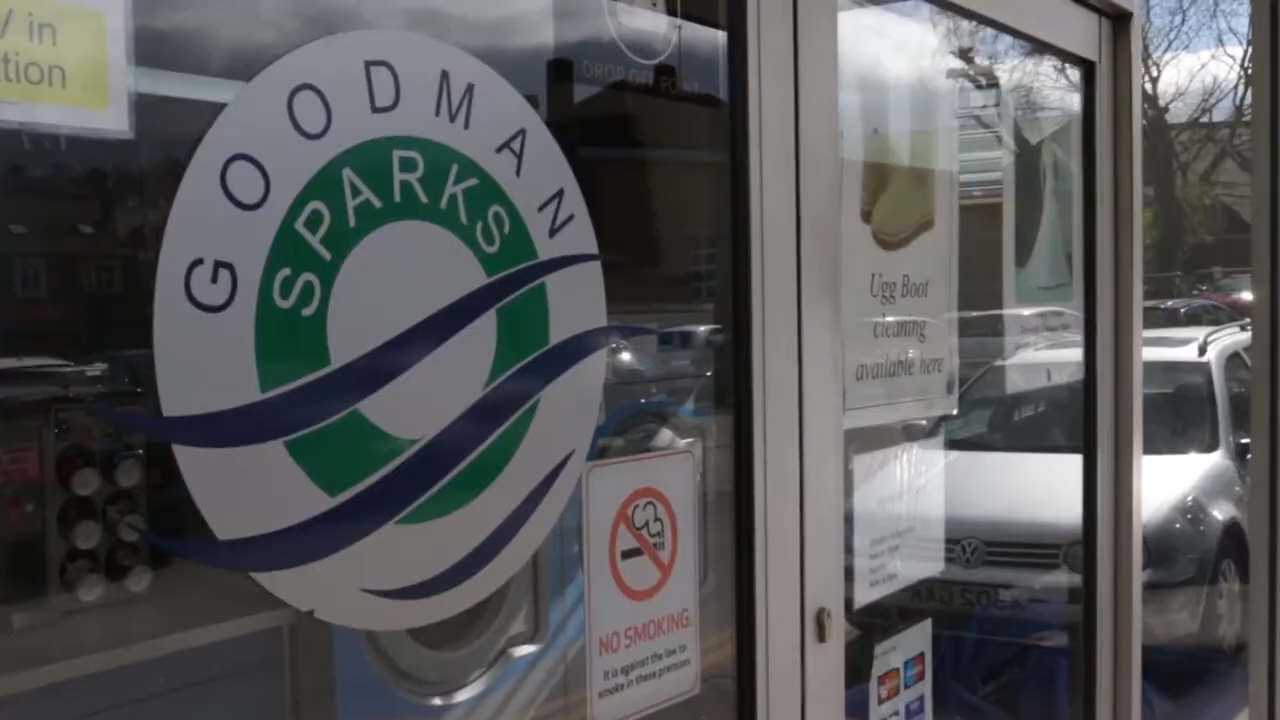 V in
tion
DROP OFF POINT
GOODMAN
SPARKS
Ugg Boot
cleaning
available here
NO SMOKING.
It is against the law to
smoke in these premises